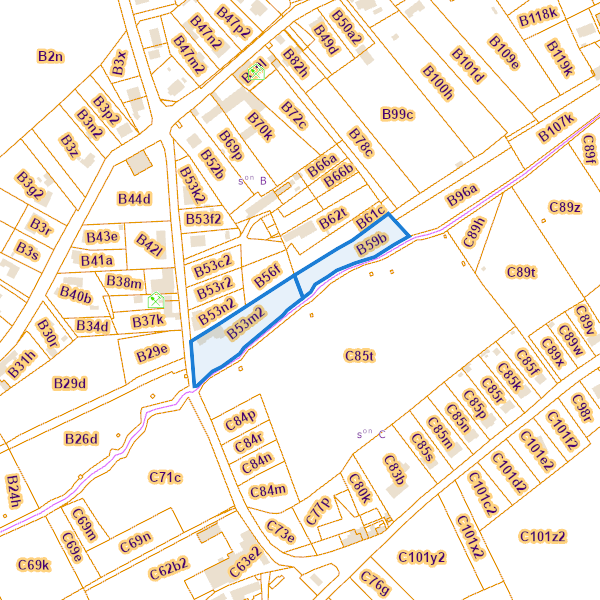 B2n
B3x
B47m2
B47n2
B47p2
B49d
B50a2
B118k
B119k
B109e
B101d
B100h
B82h
B99c
B107k
C89f
B3p2
B3n2
B3z
B72c
B70k
B69p
B52b
B78c
B66a
B66b
sᵒⁿ B
B3g2
B44d
B53k2
B53f2
B62t
B61c
B96a
C89z
B3r
B3s
B43e
B42l
B41a
B59b
C89h
C89t
B53c2
B56f
B53r2
B53n2
B53m2
B40b
B38m
B37k
B34d
B30r
B31h
B29e
B29d
C85t
C89v
C89w
C89x
C85f
C85k
C85r
C85p
C85n
C85m
C85s
sᵒⁿ C
C98r
C101f2
C101e2
C101d2
C101c2
B26d
C84p
C84r
C84n
C84m
C83b
C80k
C77p
B24h
C71c
C69m
C69n
C69e
C69k
C62b2
C63e2
C73e
C76g
C101y2
C101x2
C101z2